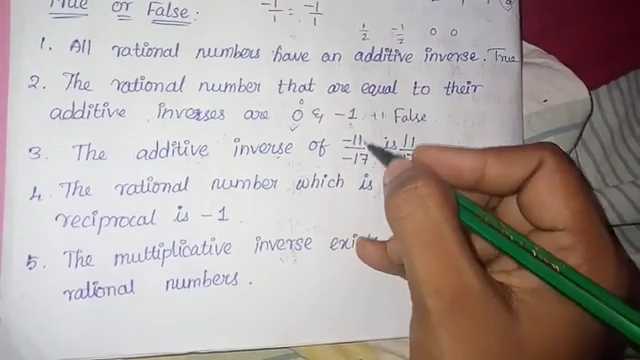 True or False:
-1/1 = -1/1
1/2 -1/2 0 0
1. All rational numbers have an additive inverse. True
2. The rational number that are equal to their
additive inverses are 0 & -1 False
3. The additive inverse of -11/-17 is 11/17
4. The rational number which is
reciprocal is -1.
5. The multiplicative inverse
rational numbers.